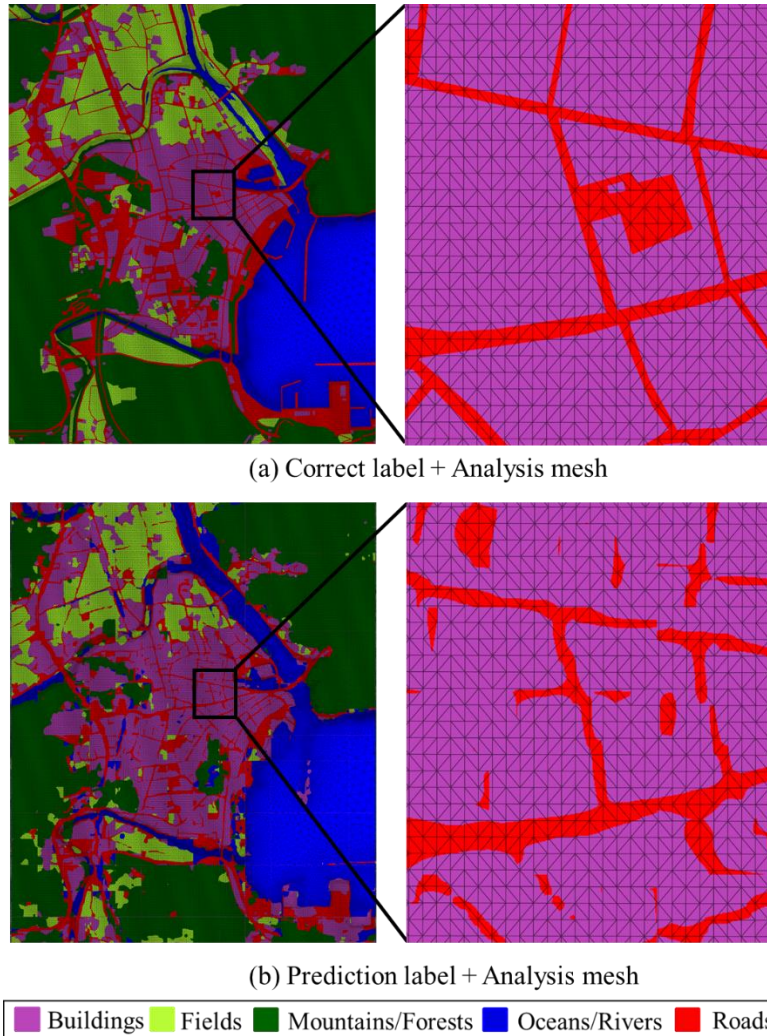 (a) Correct label + Analysis mesh
(b) Prediction label + Analysis mesh
Buildings Fields Mountains/Forests Oceans/Rivers Roads